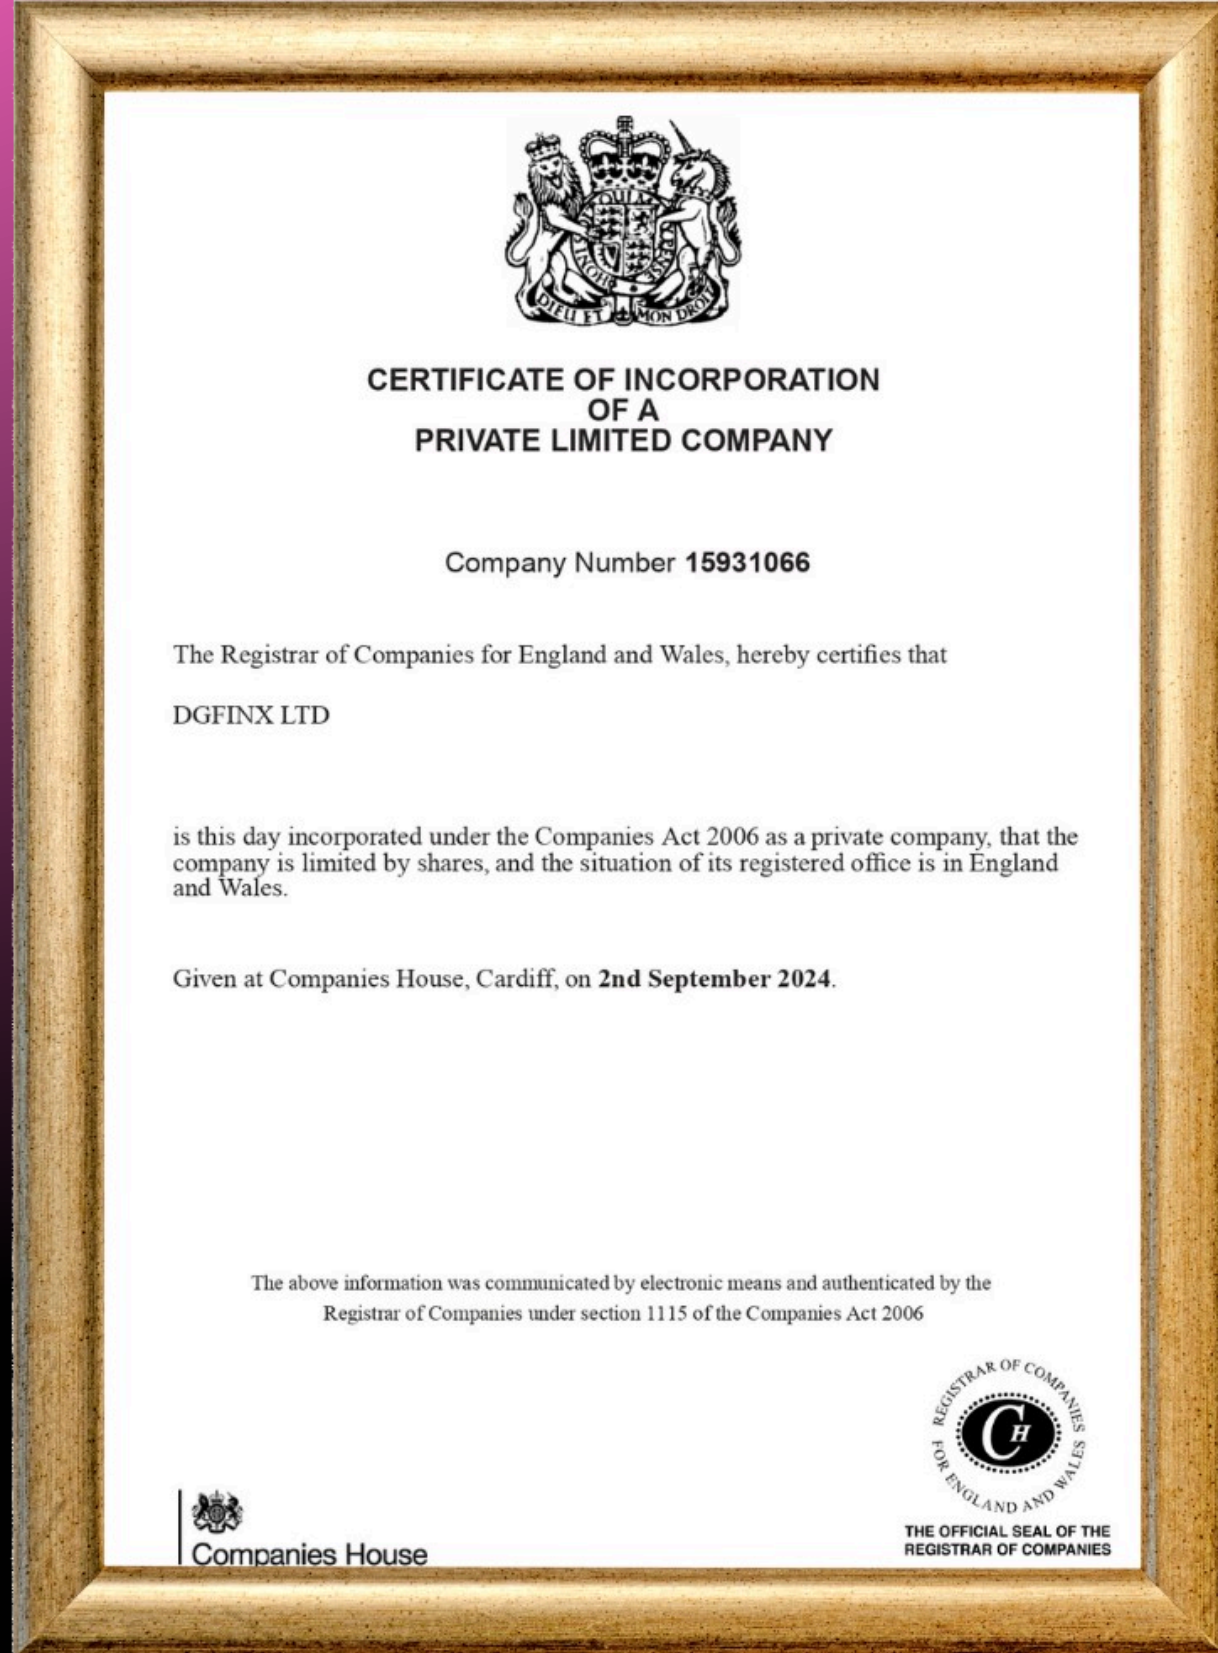 DIEU ET MON DROIT
CERTIFICATE OF INCORPORATION
OF A
PRIVATE LIMITED COMPANY
Company Number 15931066
The Registrar of Companies for England and Wales, hereby certifies that
DGFINX LTD
is this day incorporated under the Companies Act 2006 as a private company, that the
company is limited by shares, and the situation of its registered office is in England
and Wales.
Given at Companies House, Cardiff, on 2nd September 2024.
The above information was communicated by electronic means and authenticated by the
Registrar of Companies under section 1115 of the Companies Act 2006
REGISTRAR OF COMPANIES
FOR ENGLAND AND WALES
CH
THE OFFICIAL SEAL OF THE
REGISTRAR OF COMPANIES
Companies House